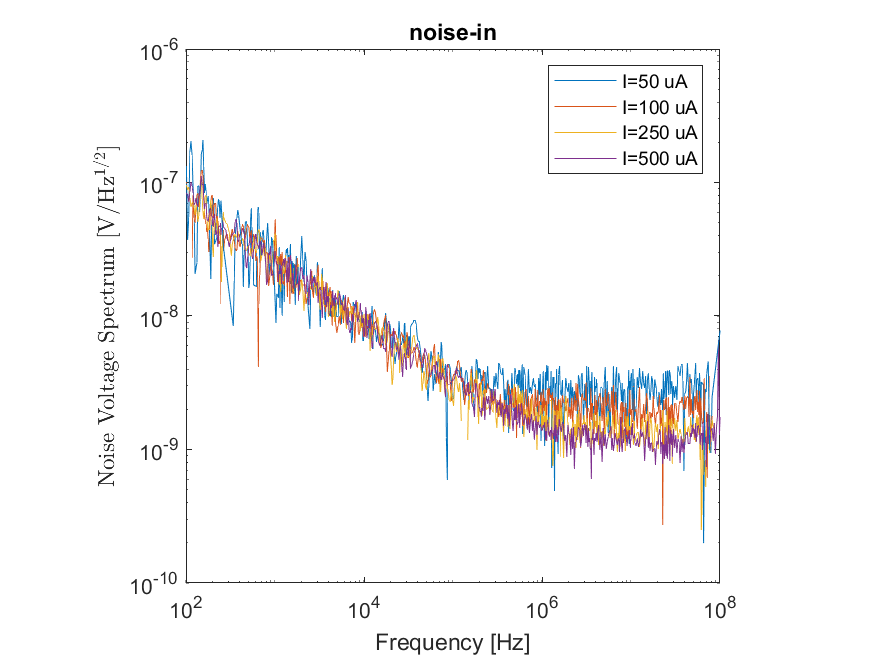 noise-in
10^-6
10^-7
10^-8
10^-9
10^-10
Noise Voltage Spectrum [V/Hz^1/2]
I=50 uA
I=100 uA
I=250 uA
I=500 uA
10^2
10^4
10^6
10^8
Frequency [Hz]